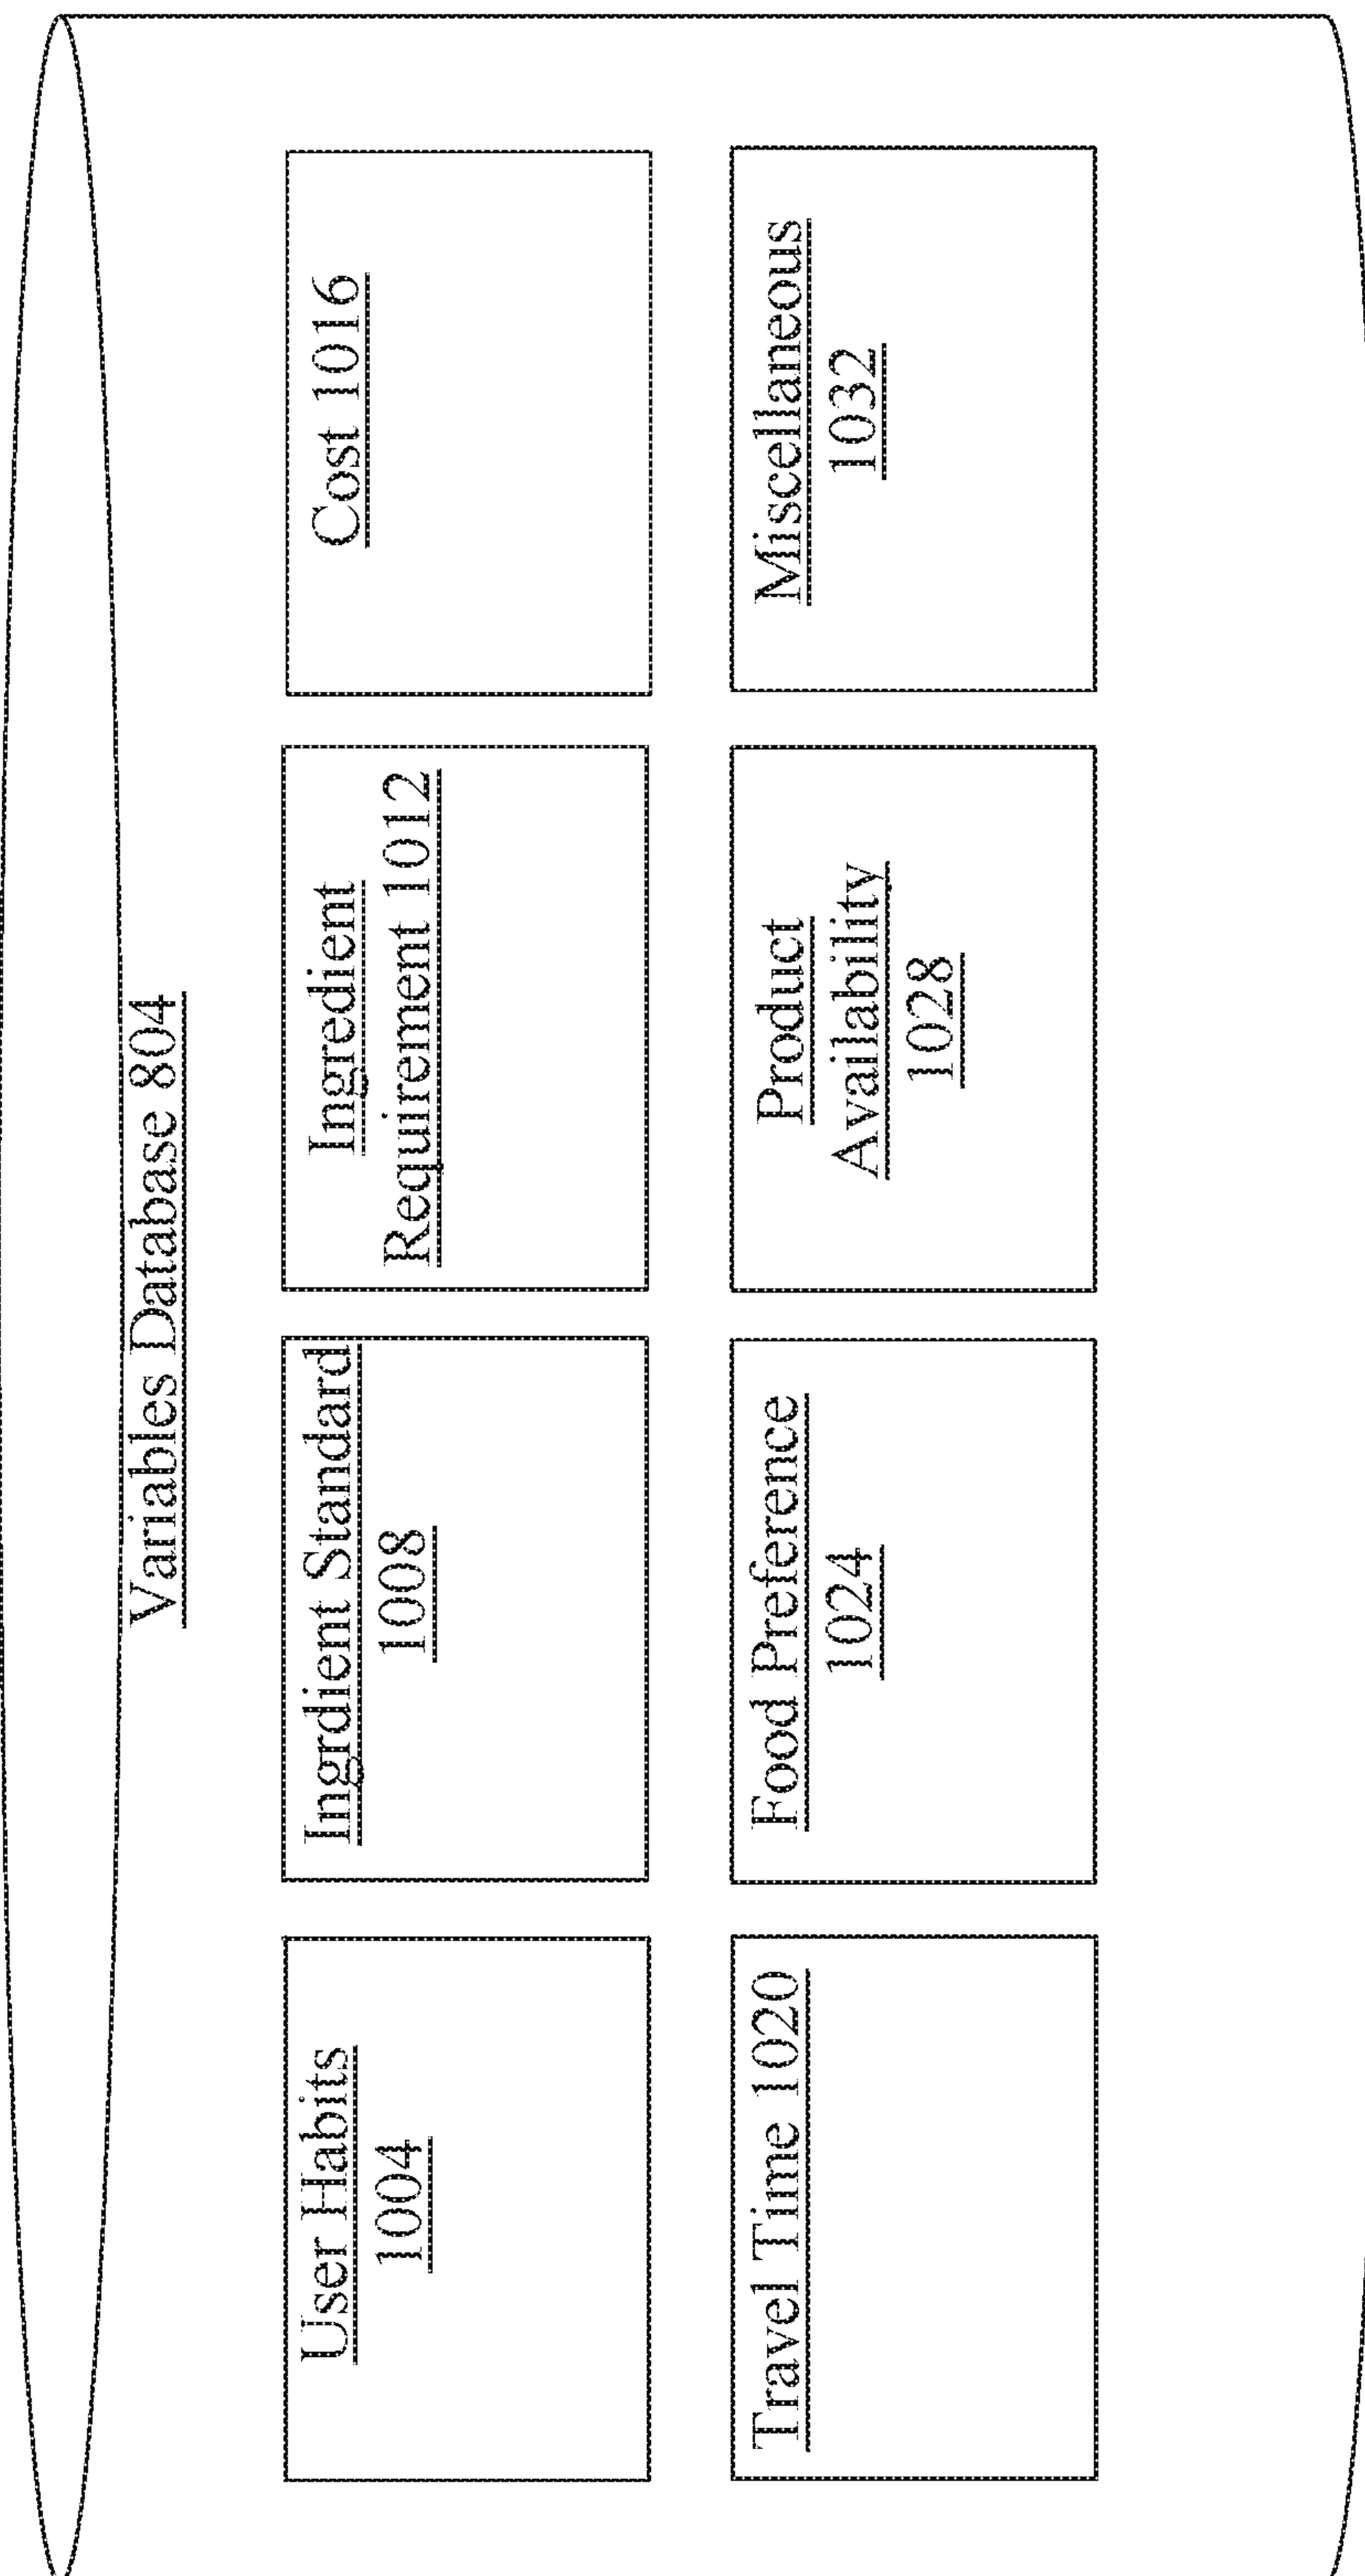 Variables Database 804
User Habits
1004
Ingrdient Standard
1008
Ingredient
Requirement 1012
Cost 1016
Travel Time 1020
Food Preference
1024
Product
Availability
1028
Miscellaneous
1032